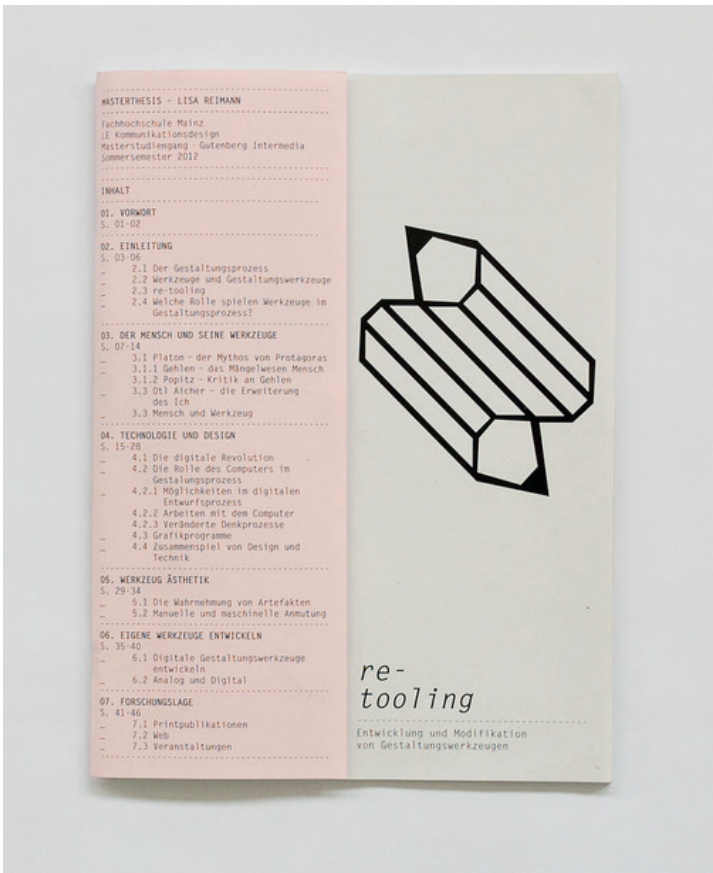 MASTERTHESIS - LISA REIMANN
Fachhochschule Mainz
LE Kommunikationsdesign
Masterstudiengang - Gutenberg Intermedia
Sommersemester 2012
INHALT
01. VORWORT
S. 01-02
02. EINLEITUNG
S. 03-06
2.1 Der Gestaltungsprozess
2.2 Werkzeuge und Gestaltungswerkzeuge
2.3 re-tooling
2.4 Welche Rolle spielen Werkzeuge im
Gestaltungsprozess?
03. DER MENSCH UND SEINE WERKZEUGE
S. 07-14
3.1 Platon - der Mythos von Protagoras
3.1.1 Gehlen - das Mängelwesen Mensch
3.1.2 Popitz - Kritik an Gehlen
3.3 Otl Aicher - die Erweiterung
des Ich
3.3 Mensch und Werkzeug
04. TECHNOLOGIE UND DESIGN
S. 15-28
4.1 Die digitale Revolution
4.2 Die Rolle des Computers im
Gestalungsprozess
4.2.1 Möglichkeiten im digitalen
Entwurfsprozess
4.2.2 Arbeiten mit dem Computer
4.2.3 Veränderte Denkprozesse
4.3 Grafikprogramme
4.4 Zusammenspiel von Design und
Technik
05. WERKZEUG ÄSTHETIK
S. 29-34
5.1 Die Wahrnehmung von Artefakten
5.2 Manuelle und maschinelle Anmutung
06. EIGENE WERKZEUGE ENTWICKELN
S. 35-40
6.1 Digitale Gestaltungswerkzeuge
entwickeln
6.2 Analog und Digital
07. FORSCHUNGSLAGE
S. 41-46
7.1 Printpublikationen
7.2 Web
7.3 Veranstaltungen
re-
tooling
Entwicklung und Modifikation
von Gestaltungswerkzeugen